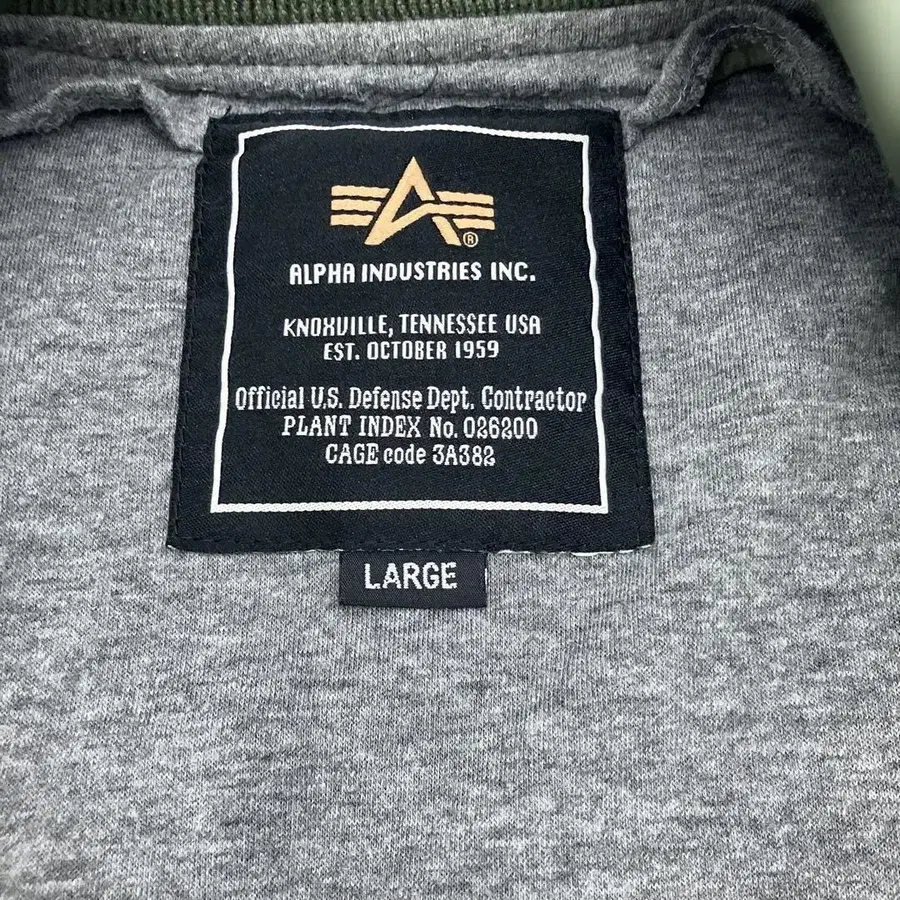 ®
ALPHA INDUSTRIES INC.
KNOXVILLE, TENNESSEE USA
EST. OCTOBER 1959
Official U.S. Defense Dept. Contractor
PLANT INDEX No. 026200
CAGE code 3A382
LARGE